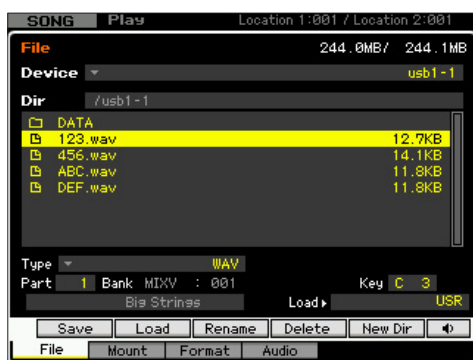 SONG Play Location 1:001 / Location 2:001
File 244.0MB/ 244.1MB
Device usb1-1
Dir /usb1-1
DATA
123.wav 12.7KB
456.wav 14.1KB
ABC.wav 11.8KB
DEF.wav 11.8KB
Type WAV
Part 1 Bank MIXV : 001 Key C 3
Big Strings Load USR
Save Load Rename Delete New Dir
File Mount Format Audio